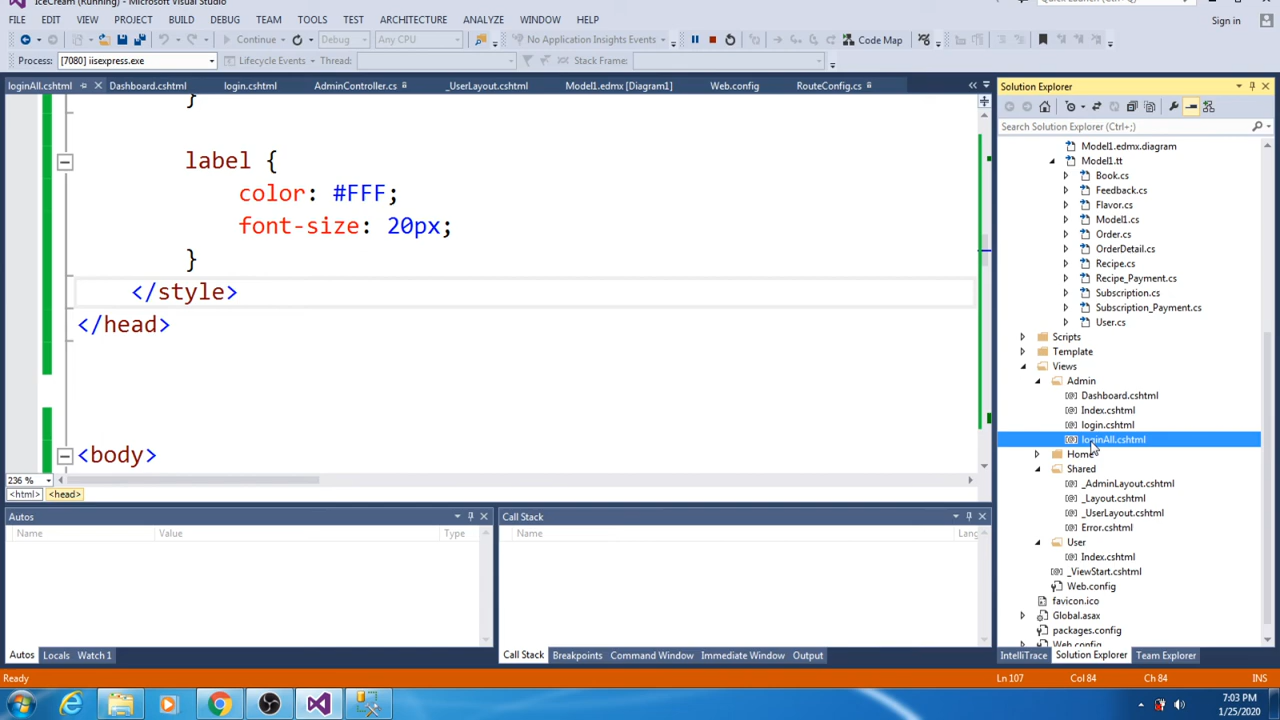 IceCream (Running) - Microsoft Visual Studio
Quick Launch (Ctrl+Q)
FILE EDIT VIEW PROJECT BUILD DEBUG TEAM TOOLS TEST ARCHITECTURE ANALYZE WINDOW HELP
Sign in
Continue Debug Any CPU No Application Insights Events Code Map
Process: [7080] iisexpress.exe Lifecycle Events Thread: Stack Frame:
loginAll.cshtml Dashboard.cshtml login.cshtml AdminController.cs _UserLayout.cshtml Model1.edmx [Diagram1] Web.config RouteConfig.cs
}
label {
color: #FFF;
font-size: 20px;
}
</style>
</head>
<body>
236 %
<html> <head>
Solution Explorer
Search Solution Explorer (Ctrl+;)
Model1.edmx.diagram
Model1.tt
Book.cs
Feedback.cs
Flavor.cs
Model1.cs
Order.cs
OrderDetail.cs
Recipe.cs
Recipe_Payment.cs
Subscription.cs
Subscription_Payment.cs
User.cs
Scripts
Template
Views
Admin
Dashboard.cshtml
Index.cshtml
login.cshtml
loginAll.cshtml
Home
Shared
_AdminLayout.cshtml
_Layout.cshtml
_UserLayout.cshtml
Error.cshtml
User
Index.cshtml
_ViewStart.cshtml
Web.config
favicon.ico
Global.asax
packages.config
Web.config
Autos
Name Value Type
Call Stack
Name Lang
Autos Locals Watch 1
Call Stack Breakpoints Command Window Immediate Window Output
IntelliTrace Solution Explorer Team Explorer
Ready
Ln 107 Col 84 Ch 84 INS
7:03 PM
1/25/2020